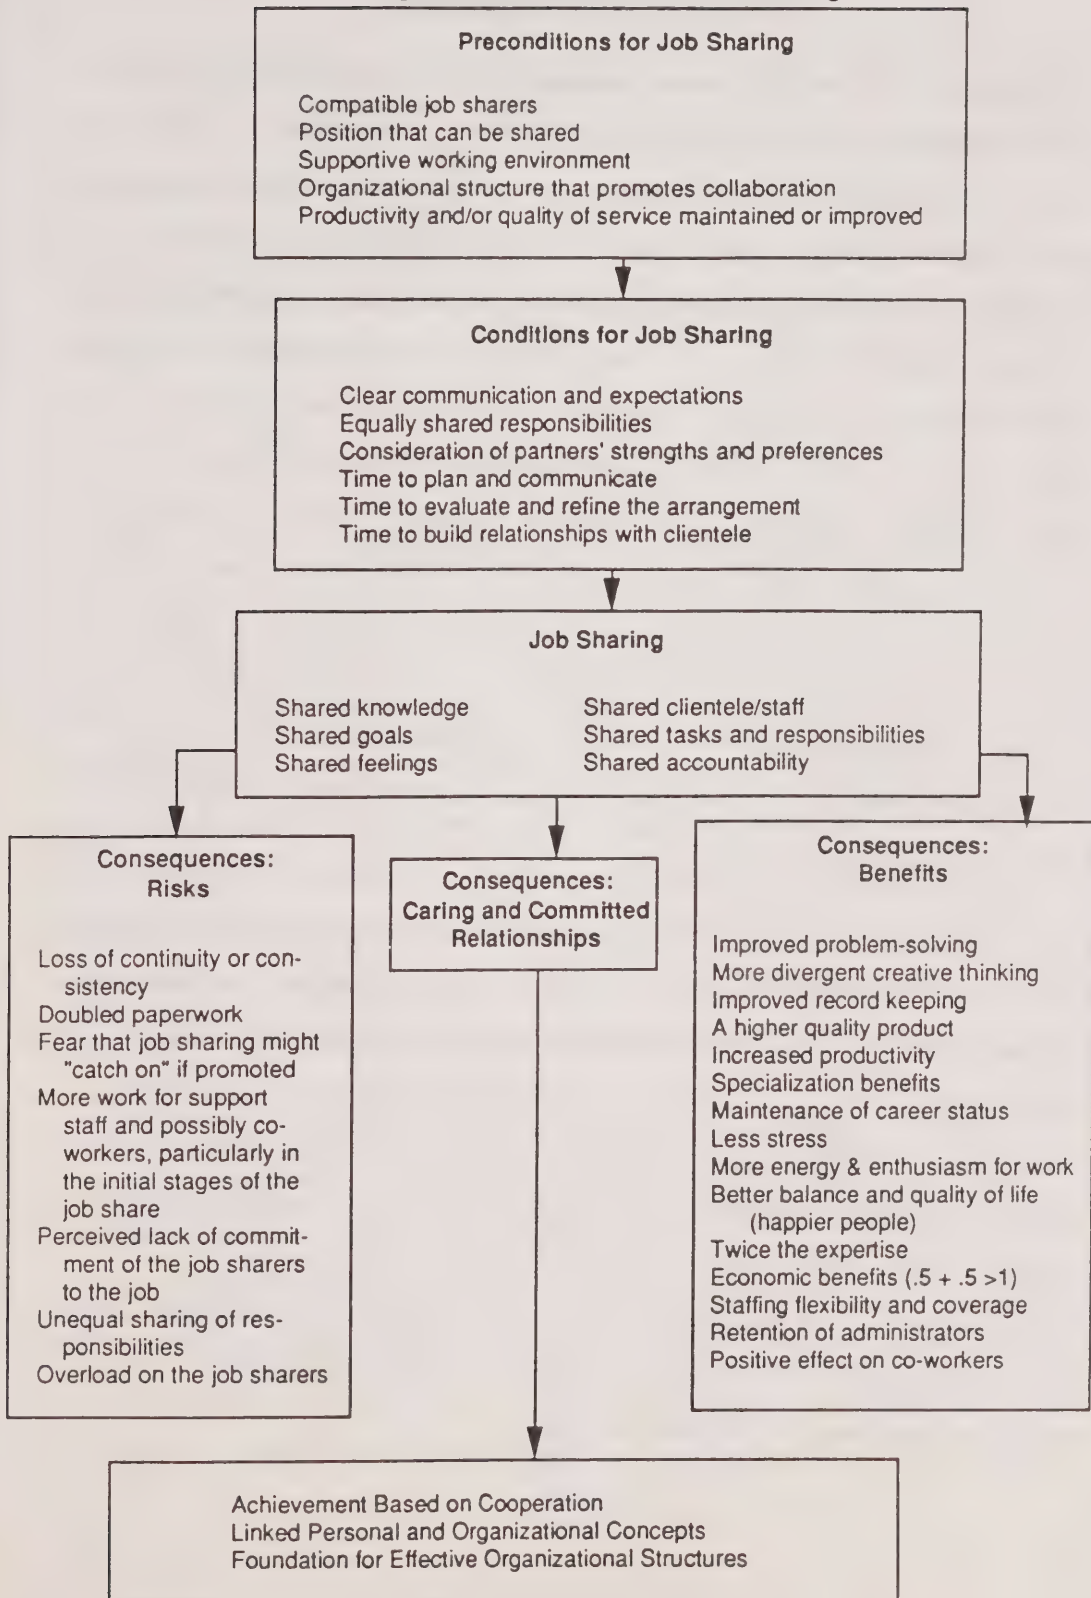 Preconditions for Job Sharing
Compatible job sharers
Position that can be shared
Supportive working environment
Organizational structure that promotes collaboration
Productivity and/or quality of service maintained or improved
Conditions for Job Sharing
Clear communication and expectations
Equally shared responsibilities
Consideration of partners' strengths and preferences
Time to plan and communicate
Time to evaluate and refine the arrangement
Time to build relationships with clientele
Job Sharing
Shared knowledge
Shared goals
Shared feelings
Shared clientele/staff
Shared tasks and responsibilities
Shared accountability
Consequences:
Risks
Loss of continuity or con-
sistency
Doubled paperwork
Fear that job sharing might
"catch on" if promoted
More work for support
staff and possibly co-
workers, particularly in
the initial stages of the
job share
Perceived lack of commit-
ment of the job sharers
to the job
Unequal sharing of res-
ponsibilities
Overload on the job sharers
Consequences:
Caring and Committed
Relationships
Consequences:
Benefits
Improved problem-solving
More divergent creative thinking
Improved record keeping
A higher quality product
Increased productivity
Specialization benefits
Maintenance of career status
Less stress
More energy & enthusiasm for work
Better balance and quality of life
(happier people)
Twice the expertise
Economic benefits (.5 + .5 >1)
Staffing flexibility and coverage
Retention of administrators
Positive effect on co-workers
Achievement Based on Cooperation
Linked Personal and Organizational Concepts
Foundation for Effective Organizational Structures